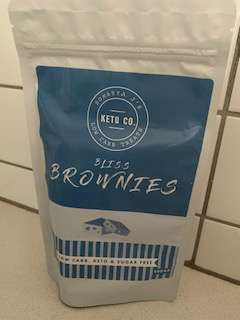 KETO CO.
LOW CARB TREATS
BLISS
BROWNIES
LOW CARB, KETO & SUGAR FREE